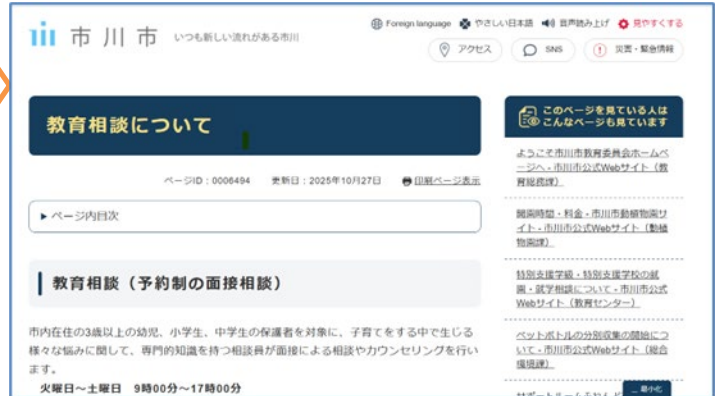 市川市 いつも新しい流れがある市川
Foreign language やさしい日本語 音声読み上げ 見やすくする
アクセス SNS 災害・緊急情報
教育相談について
ページID:0006494 更新日:2025年10月27日 印刷ページ表示
ページ内目次
教育相談(予約制の面接相談)
市内在住の3歳以上の幼児、小学生、中学生の保護者を対象に、子育てをする中で生じる
様々な悩みに関して、専門的知識を持つ相談員が面接による相談やカウンセリングを行い
ます。
火曜日~土曜日 9時00分~17時00分
このページを見ている人は
こんなページも見ています
ようこそ市川市教育委員会ホームペ
ージへ - 市川市公式Webサイト(教
育総務課)
開園時間・料金 - 市川市動植物園サ
イト - 市川市公式Webサイト(動植
物園課)
特別支援学級・特別支援学校の就
園・就学相談について - 市川市公式
Webサイト(教育センター)
ペットボトルの分別収集の開始につ
いて - 市川市公式Webサイト(総合
環境課)
最小化